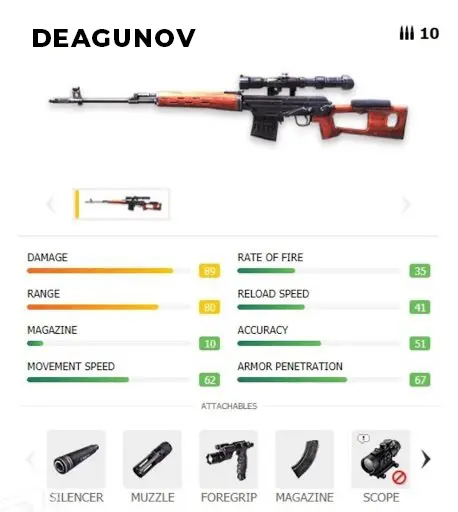 DEAGUNOV
10
DAMAGE 89 RATE OF FIRE 35
RANGE 80 RELOAD SPEED 41
MAGAZINE 10 ACCURACY 51
MOVEMENT SPEED 62 ARMOR PENETRATION 67
ATTACHABLES
SILENCER MUZZLE FOREGRIP MAGAZINE SCOPE